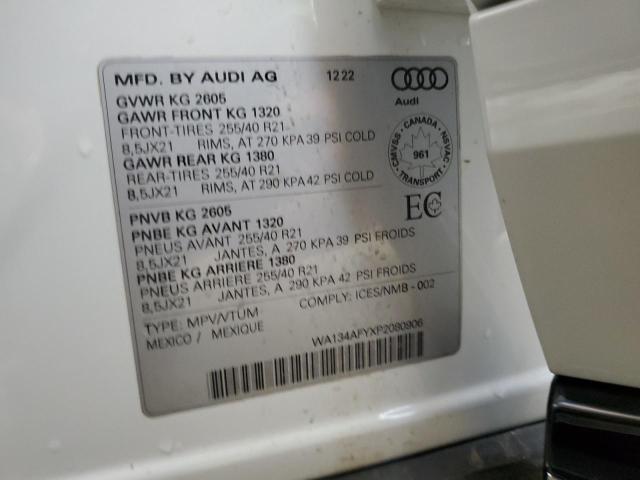 MFD. BY AUDI AG 12 22
Audi
GVWR KG 2605
GAWR FRONT KG 1320
FRONT-TIRES 255/40 R21
8,5JX21 RIMS, AT 270 KPA 39 PSI COLD
GAWR REAR KG 1380
REAR-TIRES 255/40 R21
8,5JX21 RIMS, AT 290 KPA 42 PSI COLD
CMVSS - CANADA - NSVAC
961
TRANSPORT
PNVB KG 2605
PNBE KG AVANT 1320
PNEUS AVANT 255/40 R21
8,5JX21 JANTES, A 270 KPA 39 PSI FROIDS
PNBE KG ARRIERE 1380
PNEUS ARRIERE 255/40 R21
8,5JX21 JANTES, A 290 KPA 42 PSI FROIDS
EC
COMPLY: ICES/NMB - 002
TYPE: MPV/VTUM
MEXICO / MEXIQUE
WA134AFYXP2080906